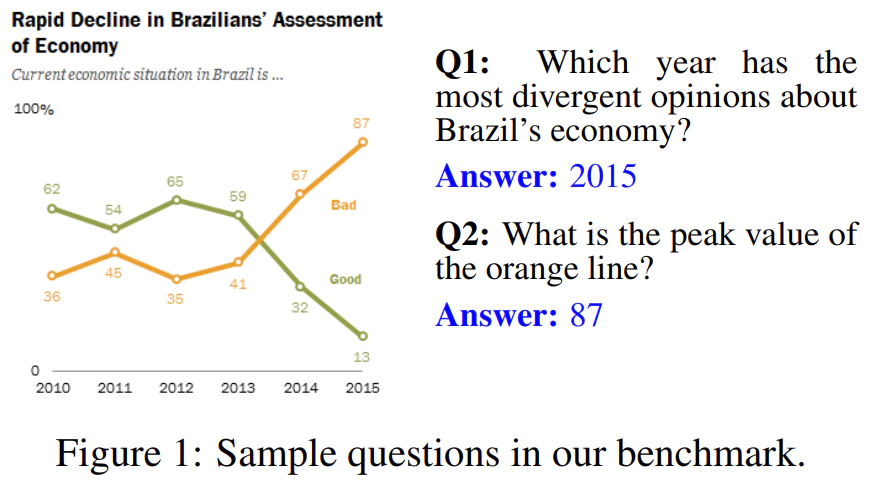 Rapid Decline in Brazilians' Assessment
of Economy
Current economic situation in Brazil is ...
100%
62
54
65
59
67
87
Bad
36
45
35
41
32
Good
13
0
2010 2011 2012 2013 2014 2015
Q1: Which year has the
most divergent opinions about
Brazil's economy?
Answer: 2015
Q2: What is the peak value of
the orange line?
Answer: 87
Figure 1: Sample questions in our benchmark.